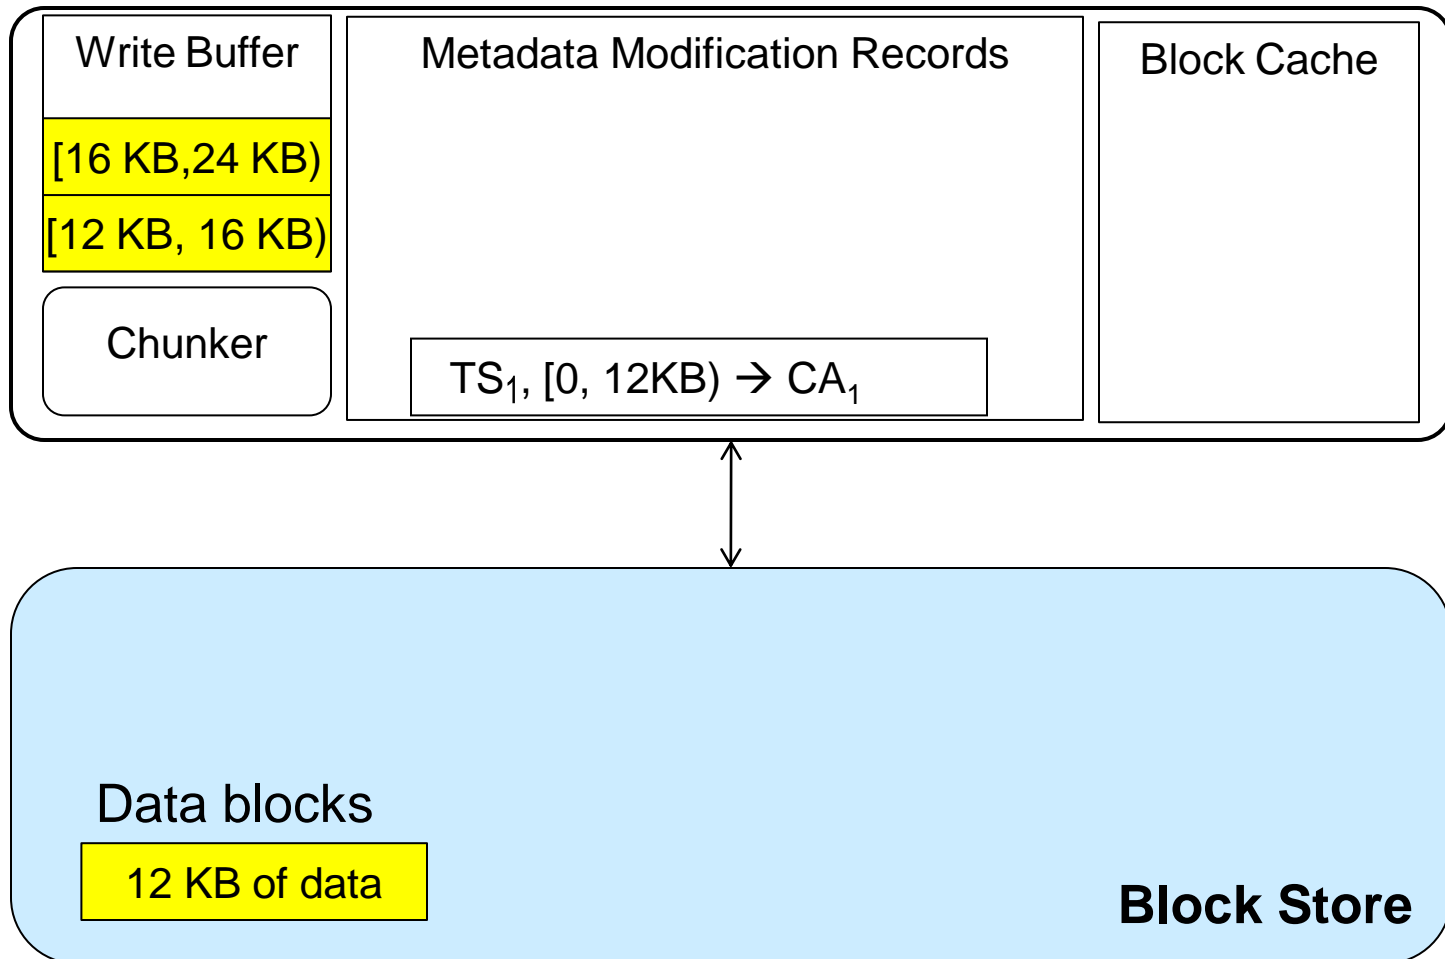 Write Buffer
[16 KB,24 KB)
[12 KB, 16 KB)
Chunker
Metadata Modification Records
TS₁, [0, 12KB) → CA₁
Block Cache
Data blocks
12 KB of data
Block Store